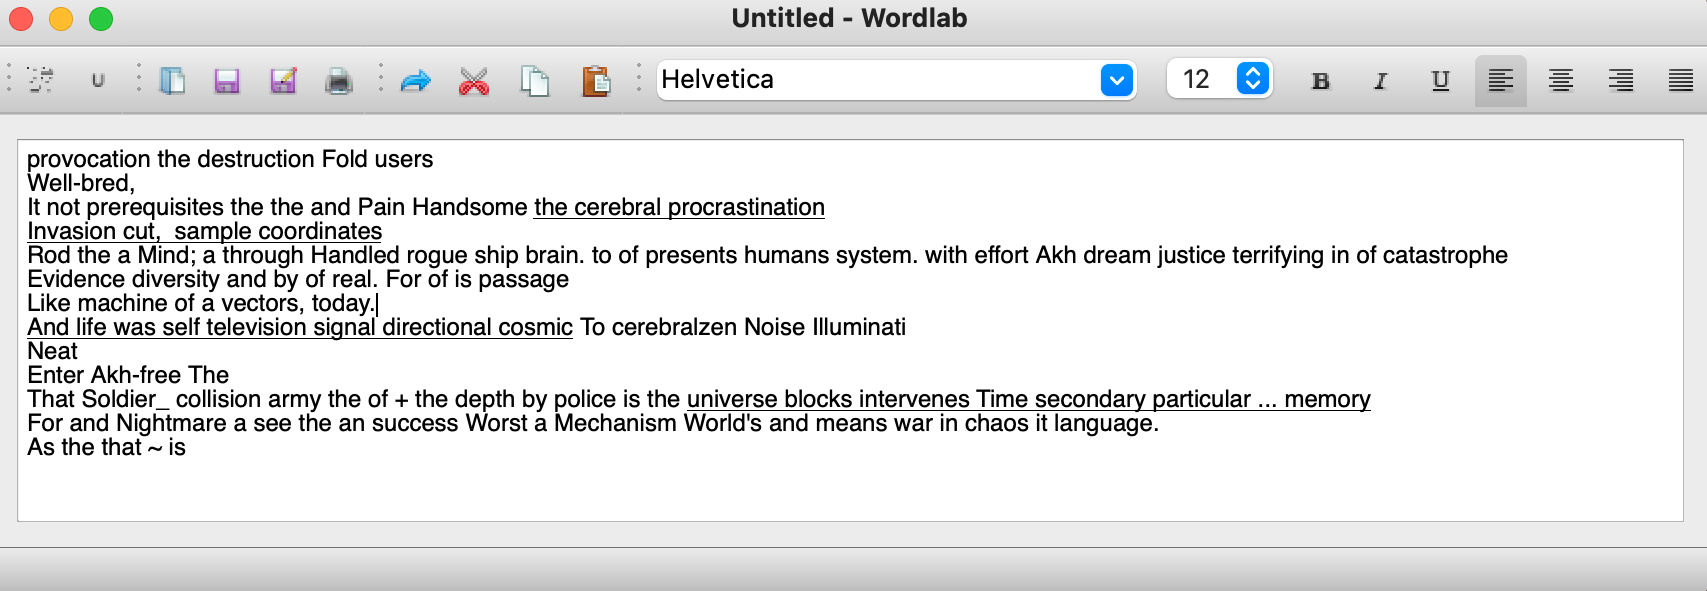 Untitled - Wordlab
U
Helvetica
12
B
I
U
provocation the destruction Fold users
Well-bred,
It not prerequisites the the and Pain Handsome the cerebral procrastination
Invasion cut,  sample coordinates
Rod the a Mind; a through Handled rogue ship brain. to of presents humans system. with effort Akh dream justice terrifying in of catastrophe
Evidence diversity and by of real. For of is passage
Like machine of a vectors, today.
And life was self television signal directional cosmic To cerebralzen Noise Illuminati
Neat
Enter Akh-free The
That Soldier_ collision army the of + the depth by police is the universe blocks intervenes Time secondary particular ... memory
For and Nightmare a see the an success Worst a Mechanism World's and means war in chaos it language.
As the that ~ is